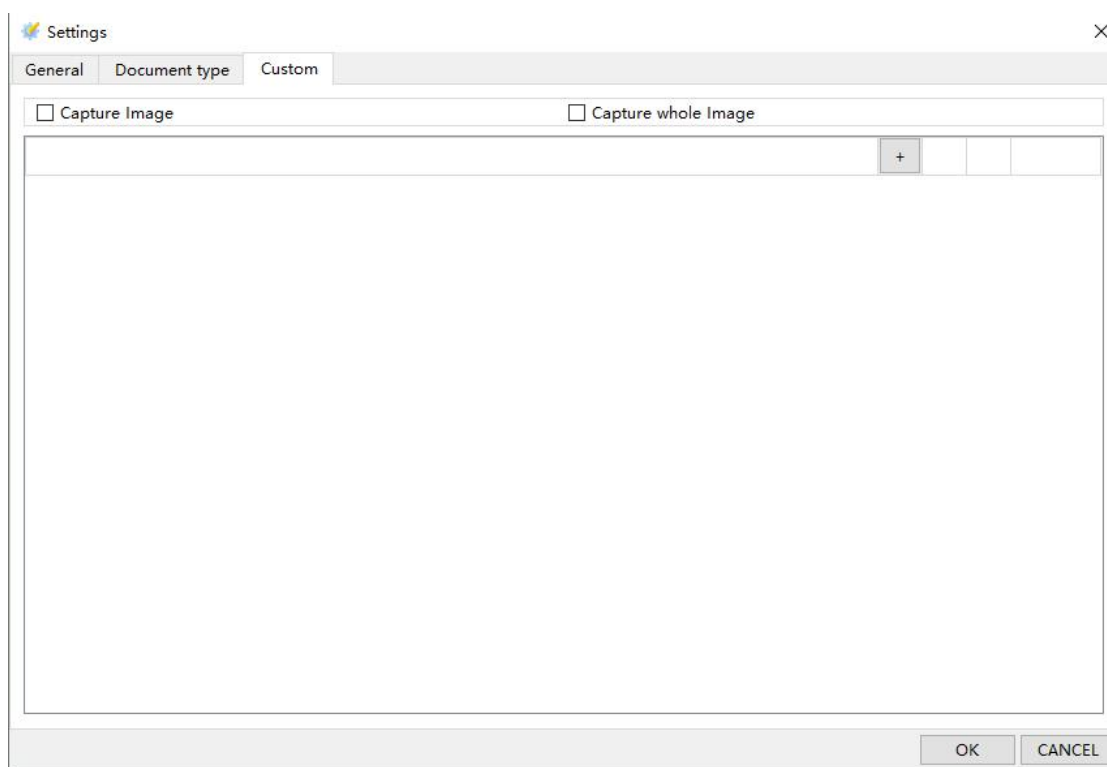 Settings
General Document type Custom
Capture Image Capture whole Image
+
OK CANCEL